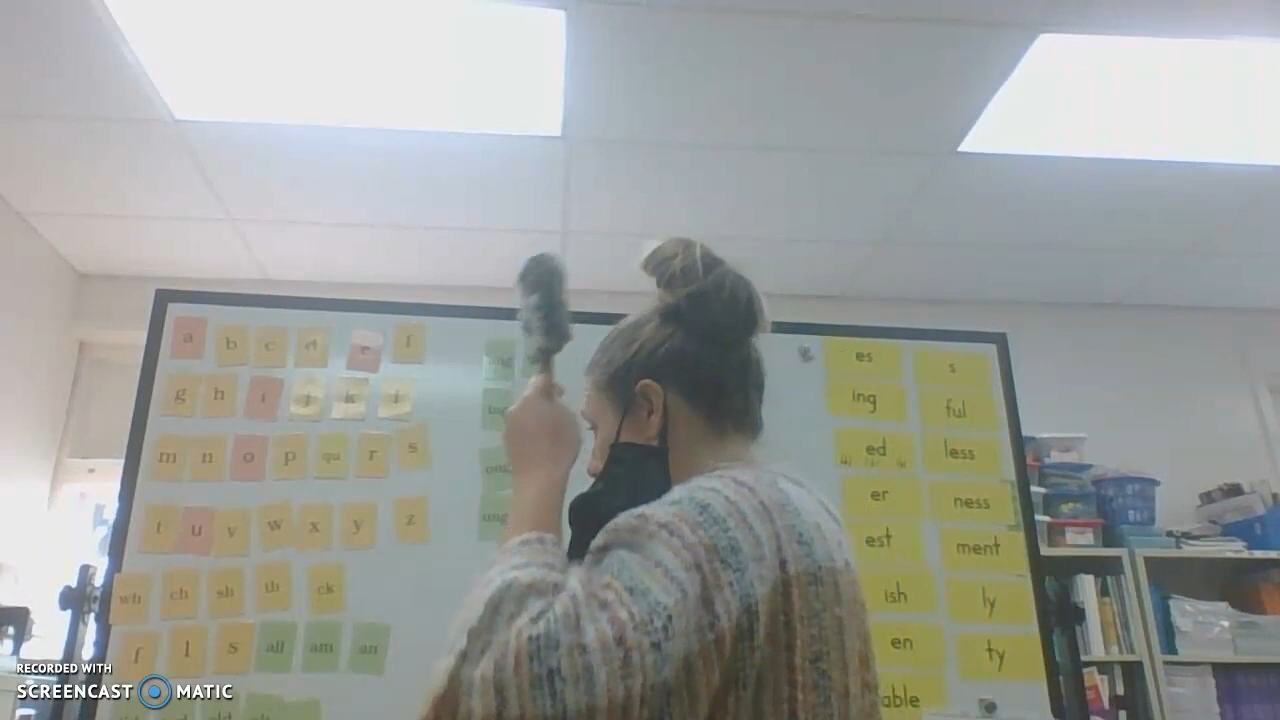 a b c d e f
g h i j k l
m n o p qu r s
t u v w x y z
wh ch sh th ck
f l s all am an
ung
es s
ing ful
ed less
er ness
est ment
ish ly
en ty
able
RECORDED WITH
SCREENCAST MATIC